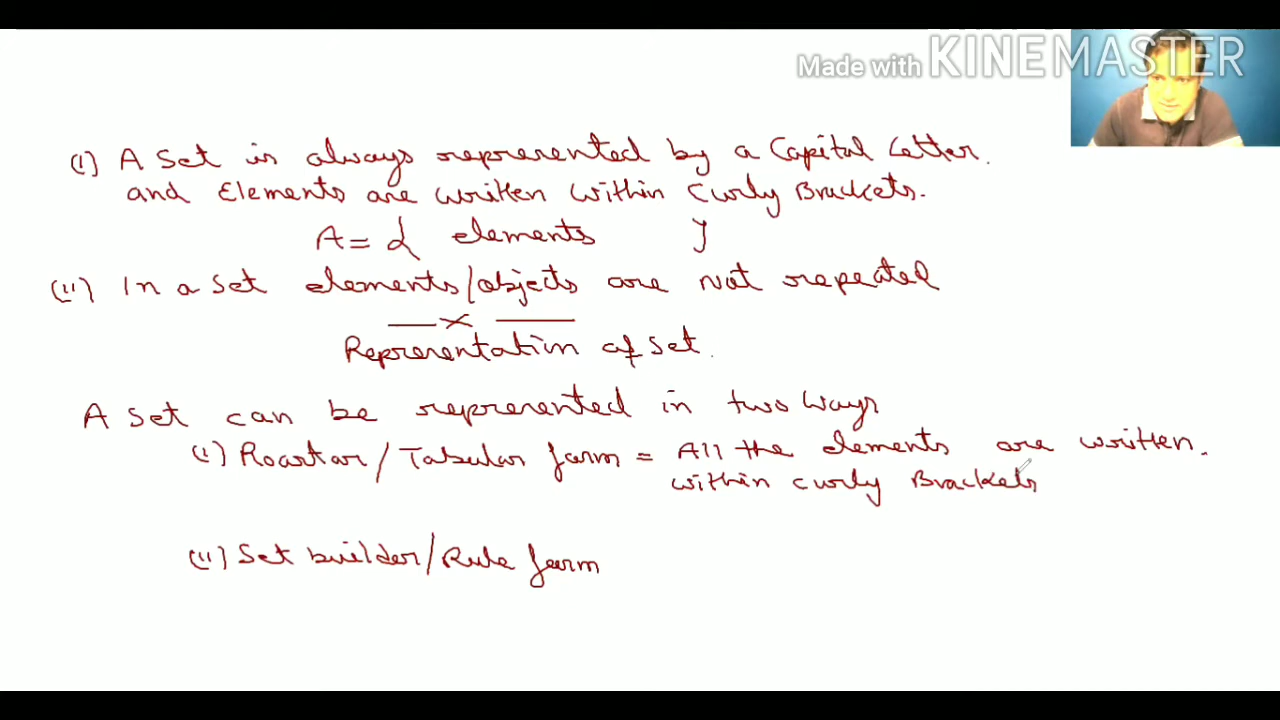 Made with KINEMASTER
(i) A Set is always represented by a Capital Letter.
and Elements are written within Curly Brackets.
A = { elements }
(ii) In a Set elements/objects are not repeated
Representation of Set.
A Set can be represented in two ways
(i) Roastar/Tabular form = All the elements are written.
within curly Brackets
(ii) Set builder/Rule form